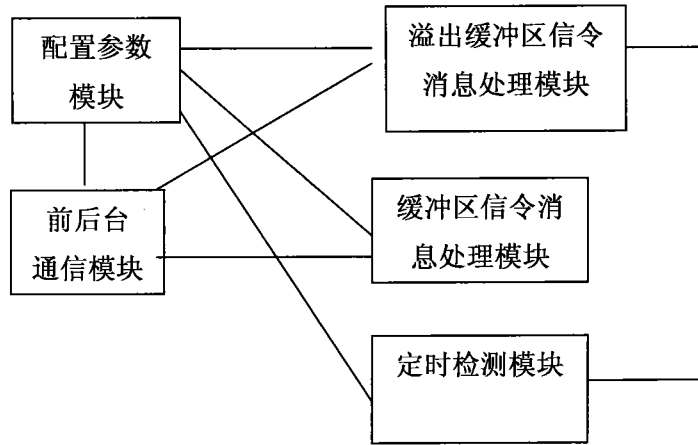 配置参数
模块
溢出缓冲区信令
消息处理模块
前后台
通信模块
缓冲区信令消
息处理模块
定时检测模块